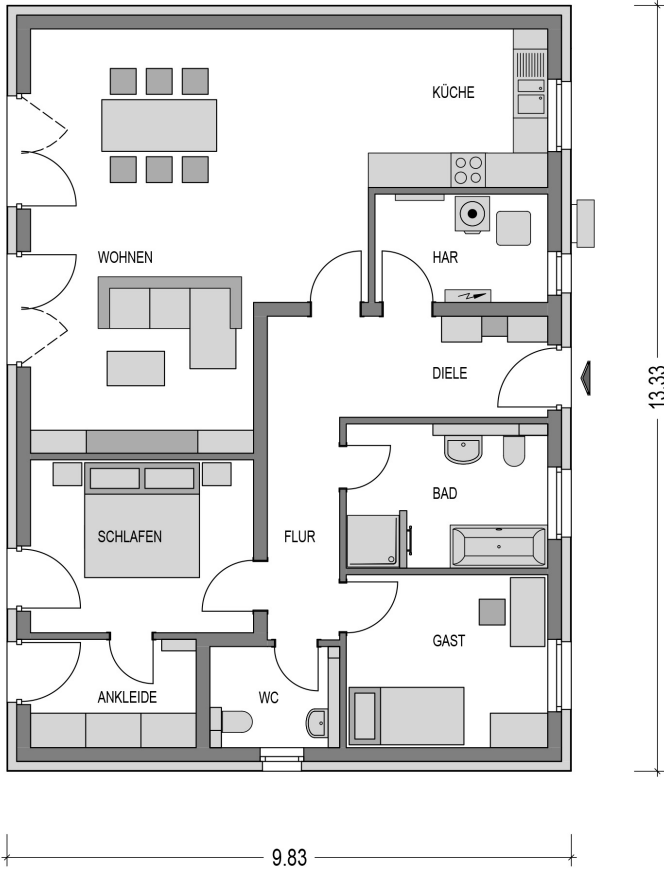 KÜCHE
WOHNEN
HAR
DIELE
13.33
BAD
SCHLAFEN
FLUR
GAST
ANKLEIDE
WC
9.83